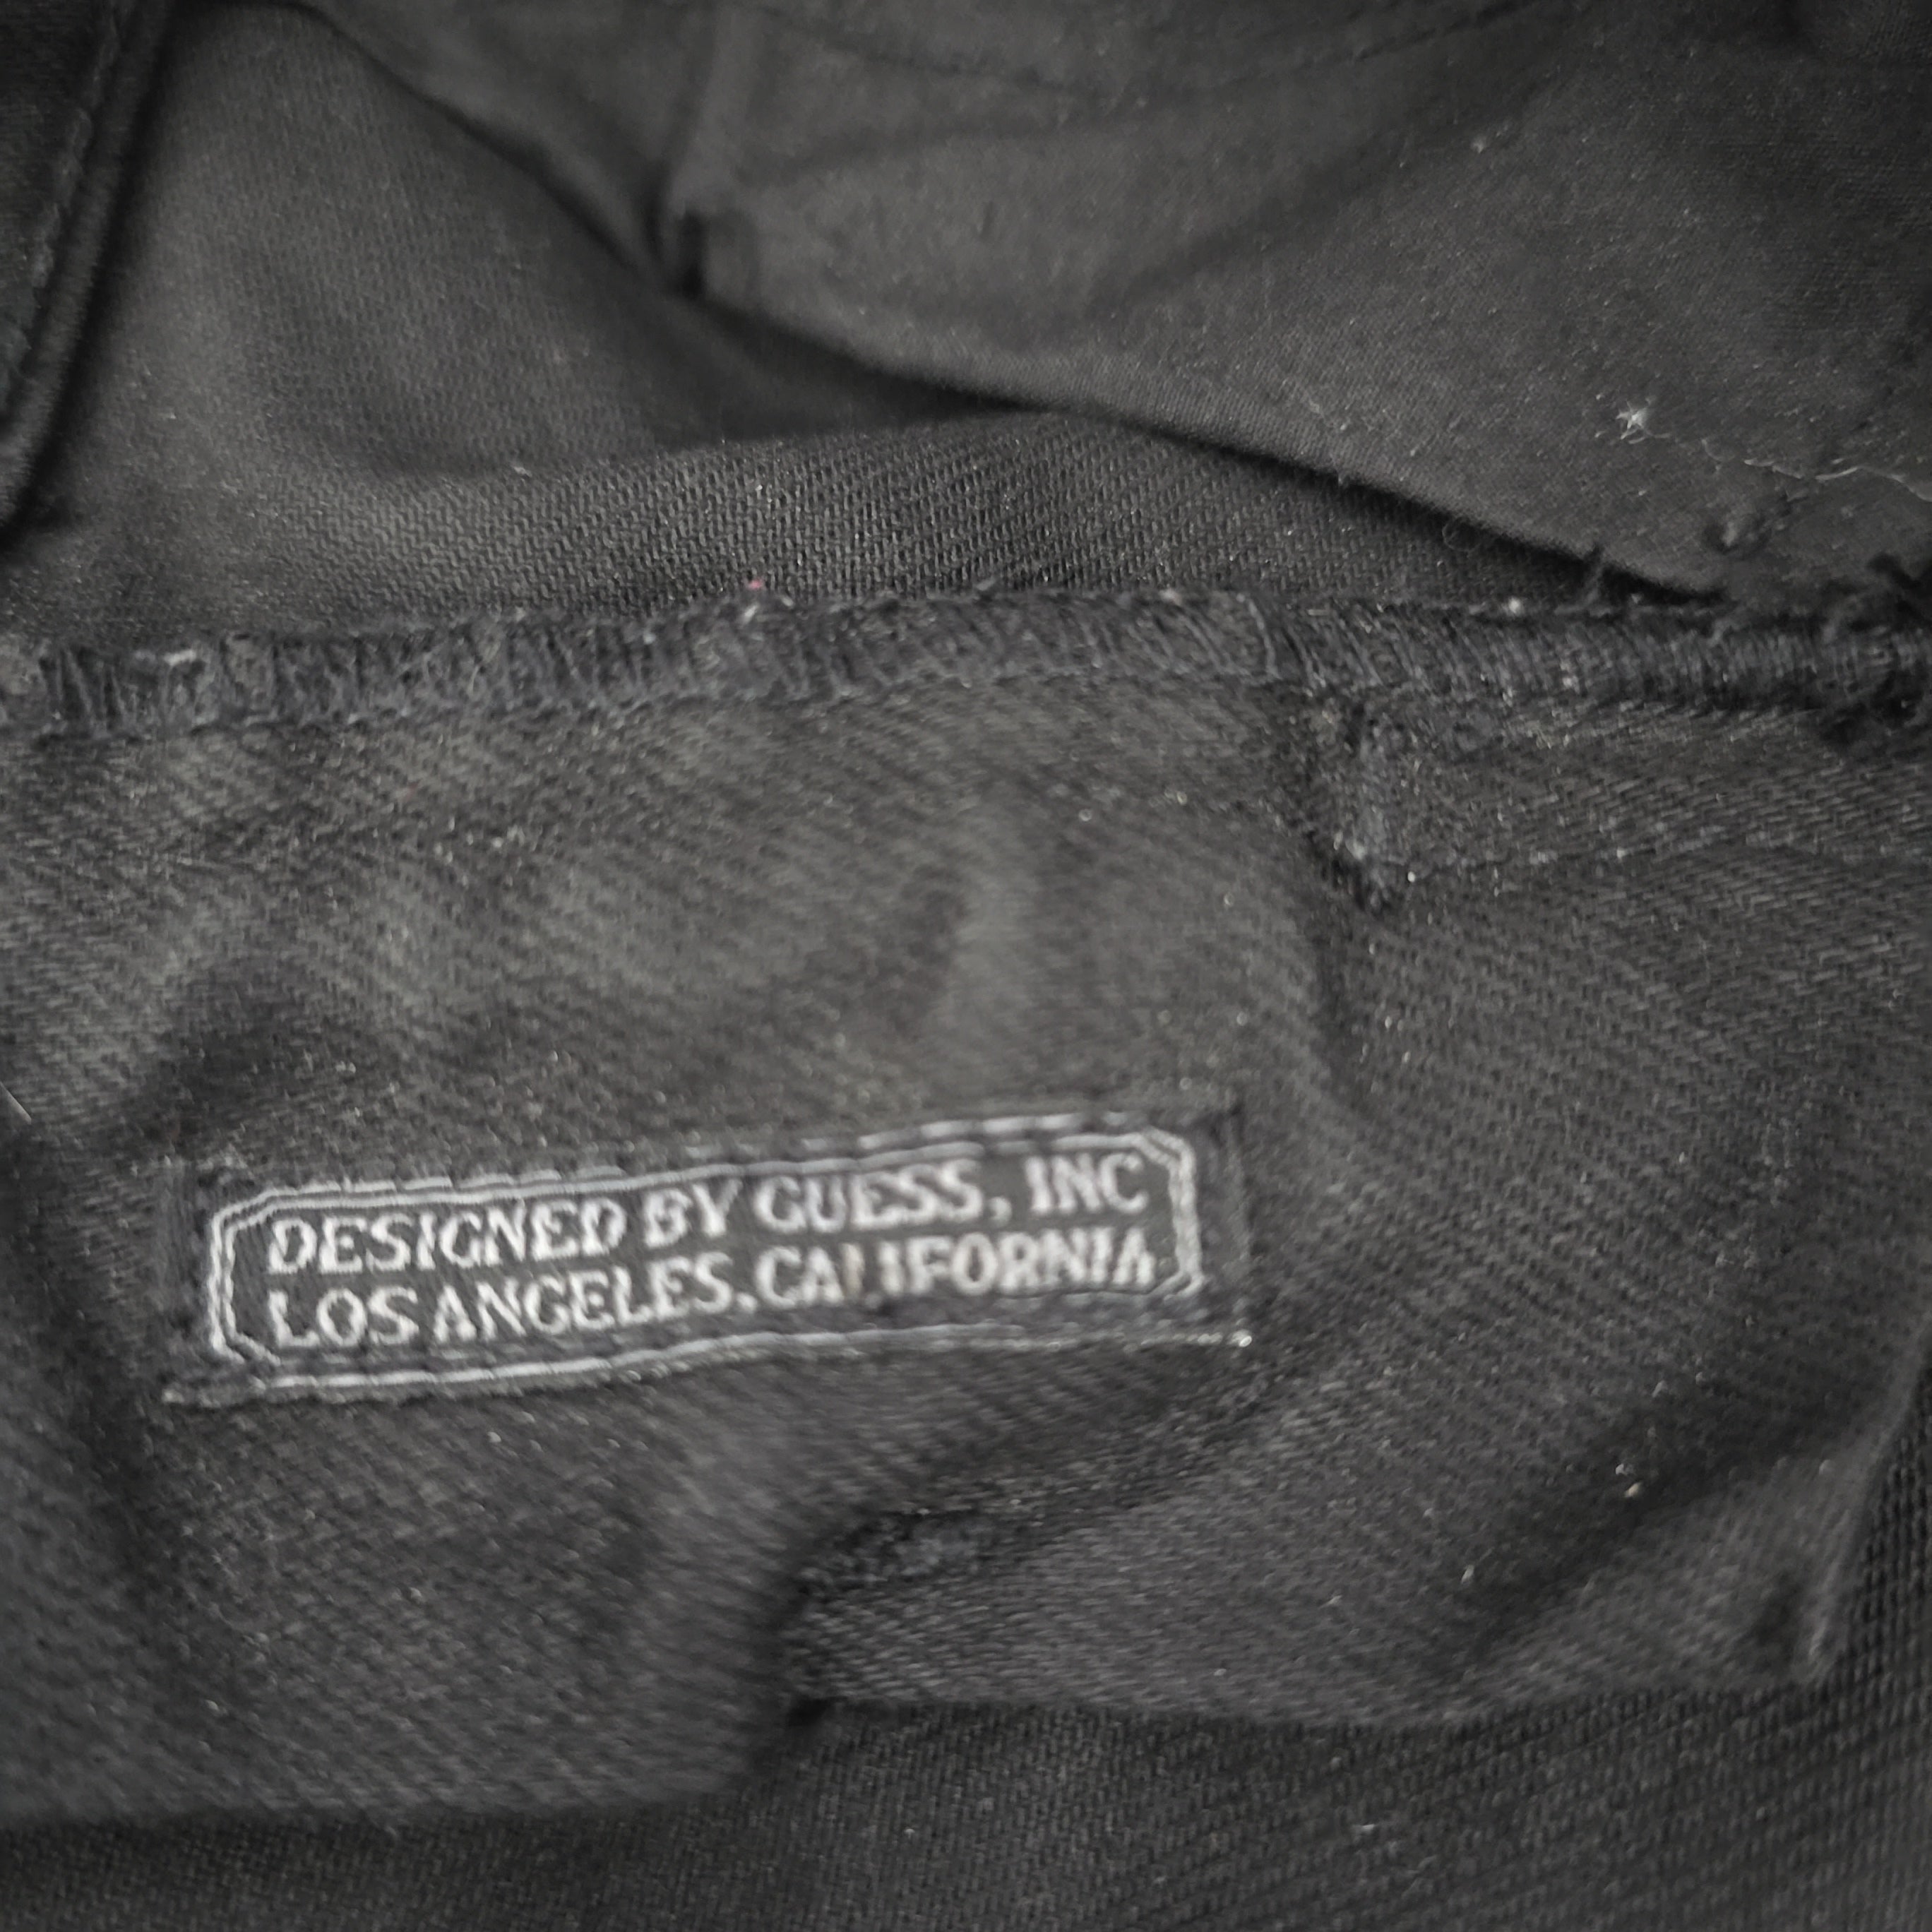 DESIGNED BY GUESS, INC
LOS ANGELES, CALIFORNIA